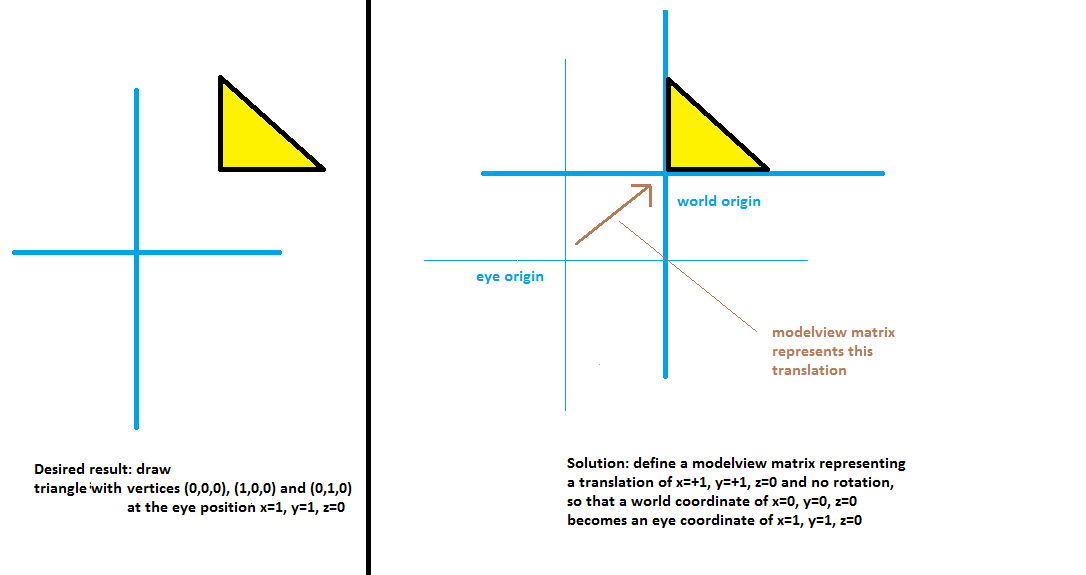 world origin
eye origin
modelview matrix
represents this
translation
Desired result: draw
triangle with vertices (0,0,0), (1,0,0) and (0,1,0)
at the eye position x=1, y=1, z=0
Solution: define a modelview matrix representing
a translation of x=+1, y=+1, z=0 and no rotation,
so that a world coordinate of x=0, y=0, z=0
becomes an eye coordinate of x=1, y=1, z=0